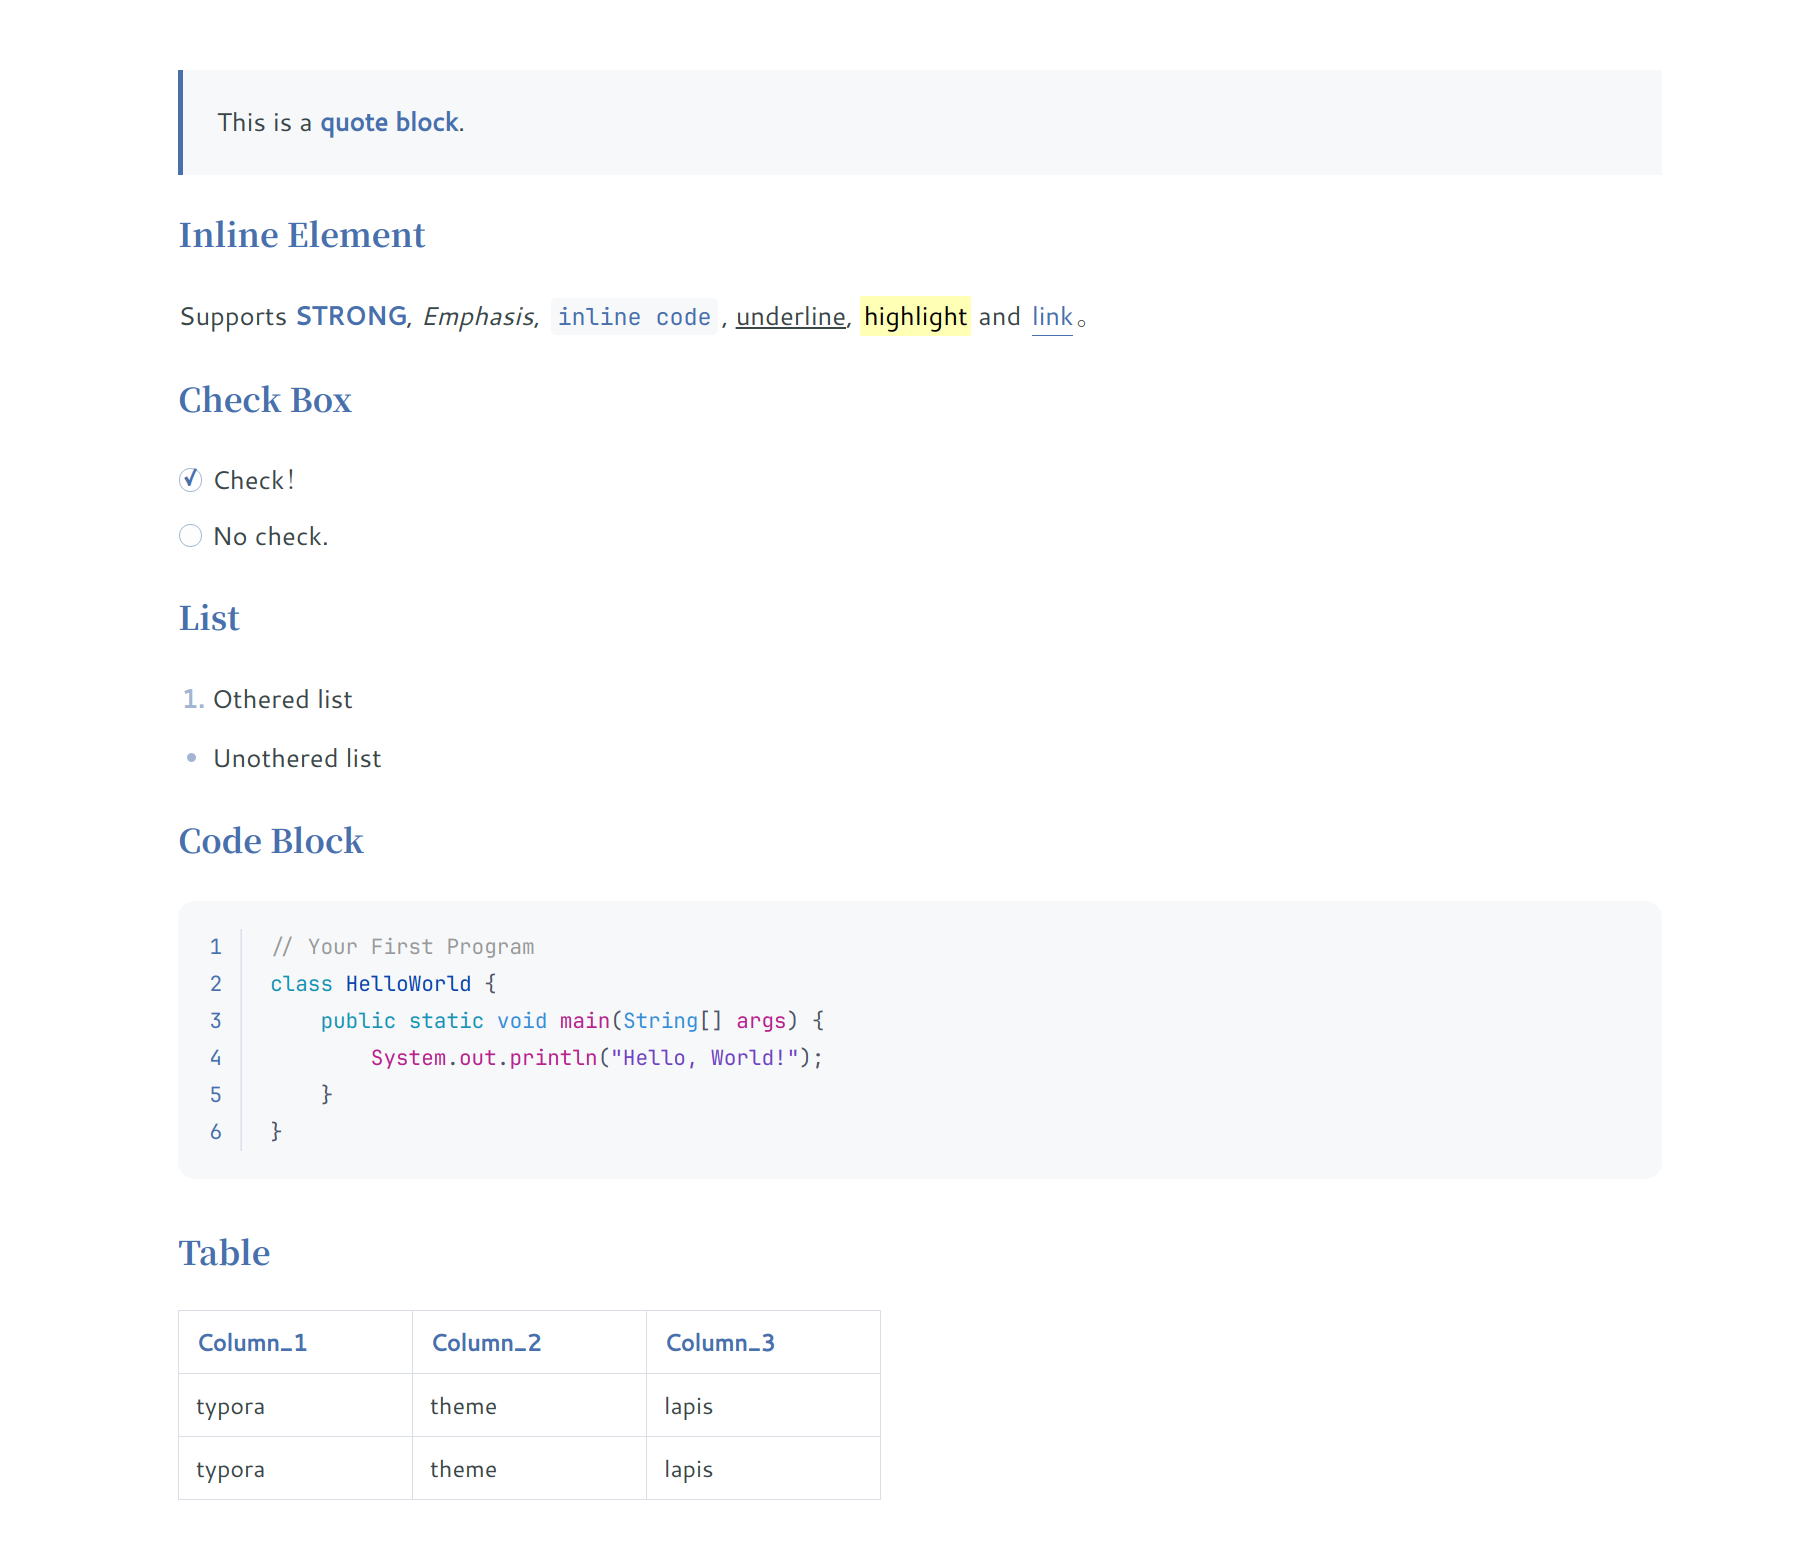 This is a quote block.
Inline Element
Supports STRONG, Emphasis, inline code, underline, highlight and link。
Check Box
Check!
No check.
List
1. Othered list
• Unothered list
Code Block
1 // Your First Program
2 class HelloWorld {
3     public static void main(String[] args) {
4         System.out.println("Hello, World!");
5     }
6 }
Table
Column_1 Column_2 Column_3
typora theme lapis
typora theme lapis